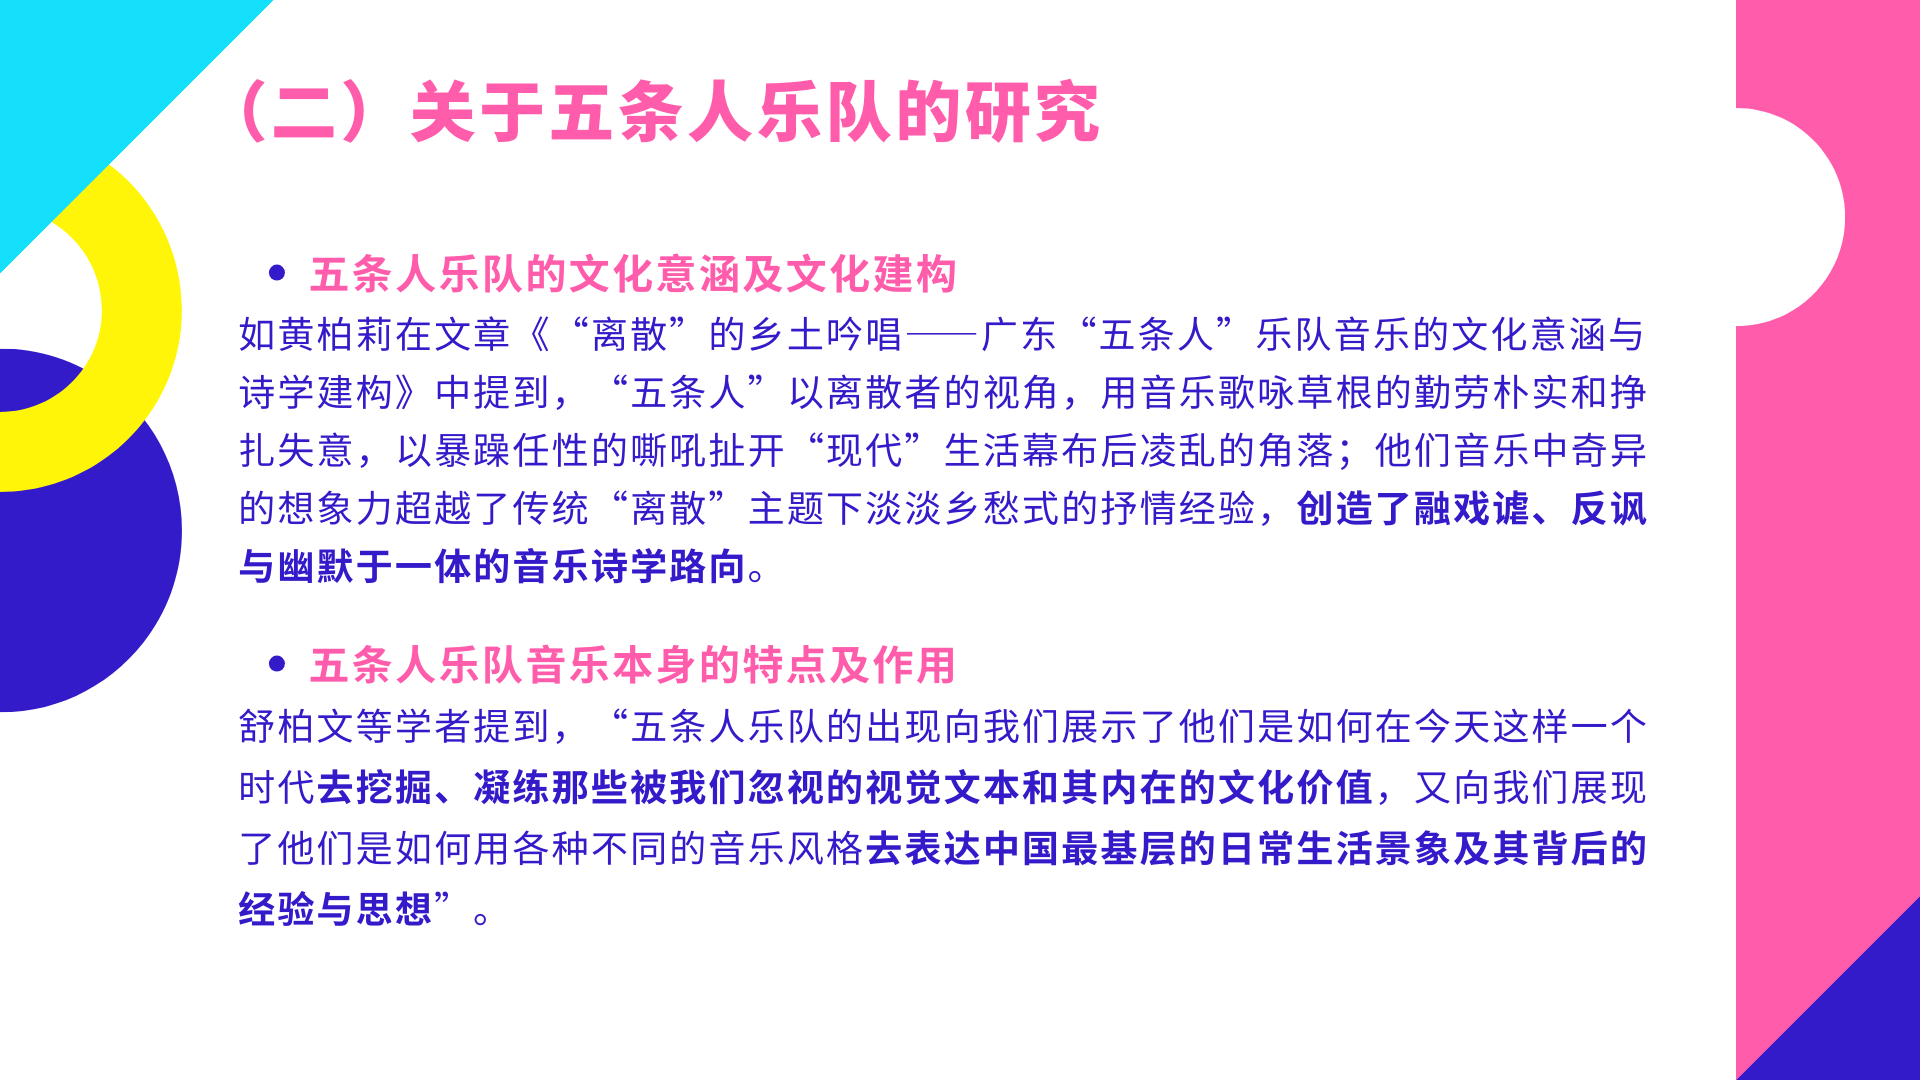 （二）关于五条人乐队的研究
• 五条人乐队的文化意涵及文化建构
如黄柏莉在文章《“离散”的乡土吟唱——广东“五条人”乐队音乐的文化意涵与
诗学建构》中提到，“五条人”以离散者的视角，用音乐歌咏草根的勤劳朴实和挣
扎失意，以暴躁任性的嘶吼扯开“现代”生活幕布后凌乱的角落；他们音乐中奇异
的想象力超越了传统“离散”主题下淡淡乡愁式的抒情经验，创造了融戏谑、反讽
与幽默于一体的音乐诗学路向。
• 五条人乐队音乐本身的特点及作用
舒柏文等学者提到，“五条人乐队的出现向我们展示了他们是如何在今天这样一个
时代去挖掘、凝练那些被我们忽视的视觉文本和其内在的文化价值，又向我们展现
了他们是如何用各种不同的音乐风格去表达中国最基层的日常生活景象及其背后的
经验与思想”。